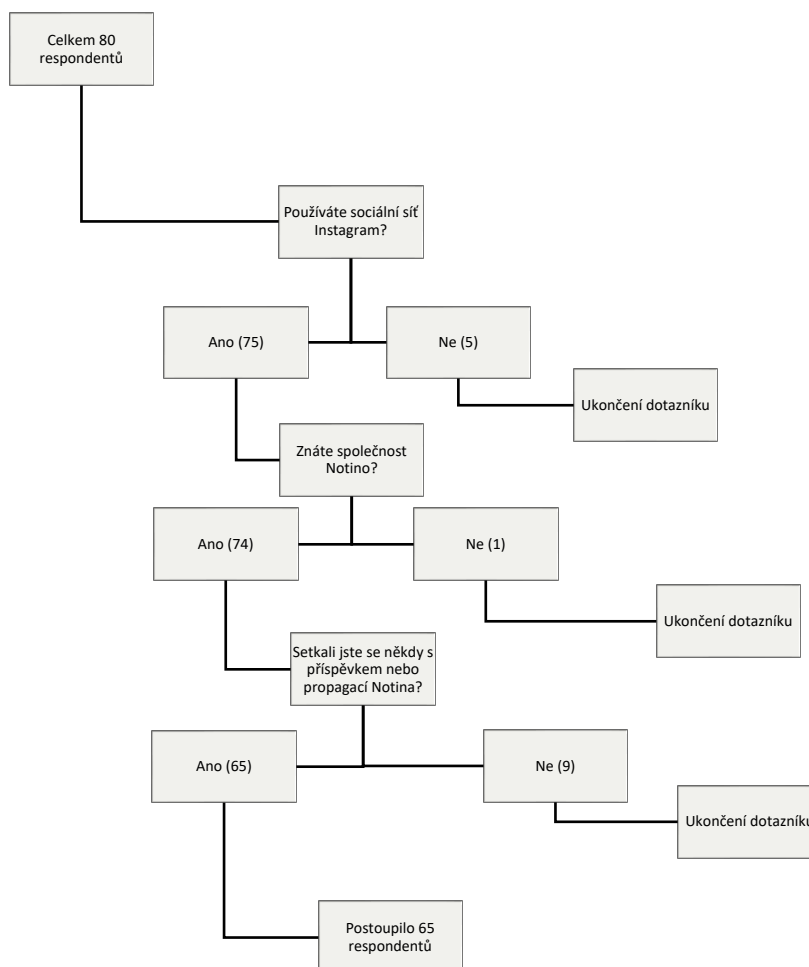 Celkem 80
respondentů
Používáte sociální síť
Instagram?
Ano (75)
Ne (5)
Ukončení dotazníku
Znáte společnost
Notino?
Ano (74)
Ne (1)
Ukončení dotazníku
Setkali jste se někdy s
příspěvkem nebo
propagací Notina?
Ano (65)
Ne (9)
Ukončení dotazníku
Postoupilo 65
respondentů